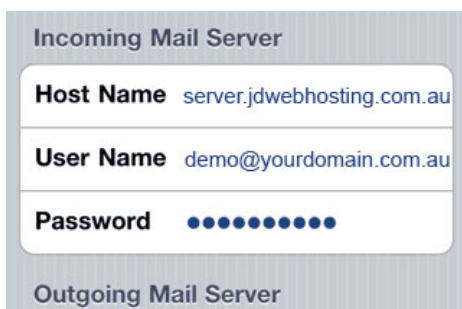 Incoming Mail Server
Host Name server.jdwebhosting.com.au
User Name demo@yourdomain.com.au
Password ●●●●●●●●●●
Outgoing Mail Server